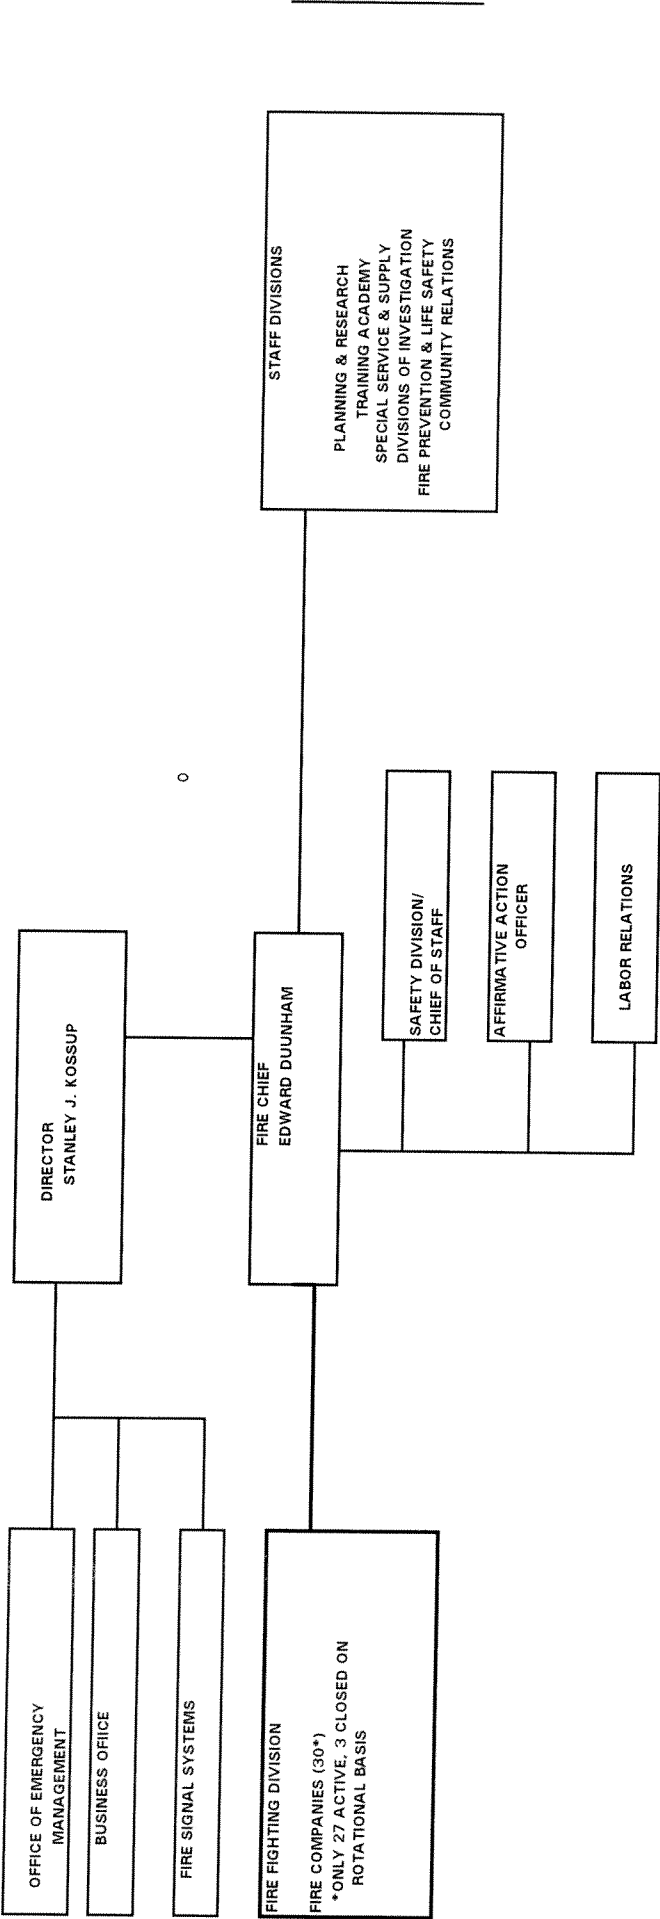 DIRECTOR
STANLEY J. KOSSUP
OFFICE OF EMERGENCY
MANAGEMENT
BUSINESS OFIICE
FIRE SIGNAL SYSTEMS
FIRE CHIEF
EDWARD DUUNHAM
FIRE FIGHTING DIVISION
FIRE COMPANIES (30*)
*ONLY 27 ACTIVE, 3 CLOSED ON
ROTATIONAL BASIS
STAFF DIVISIONS
PLANNING & RESEARCH
TRAINING ACADEMY
SPECIAL SERVICE & SUPPLY
DIVISIONS OF INVESTIGATION
FIRE PREVENTION & LIFE SAFETY
COMMUNITY RELATIONS
SAFETY DIVISION/
CHIEF OF STAFF
AFFIRMATIVE ACTION
OFFICER
LABOR RELATIONS